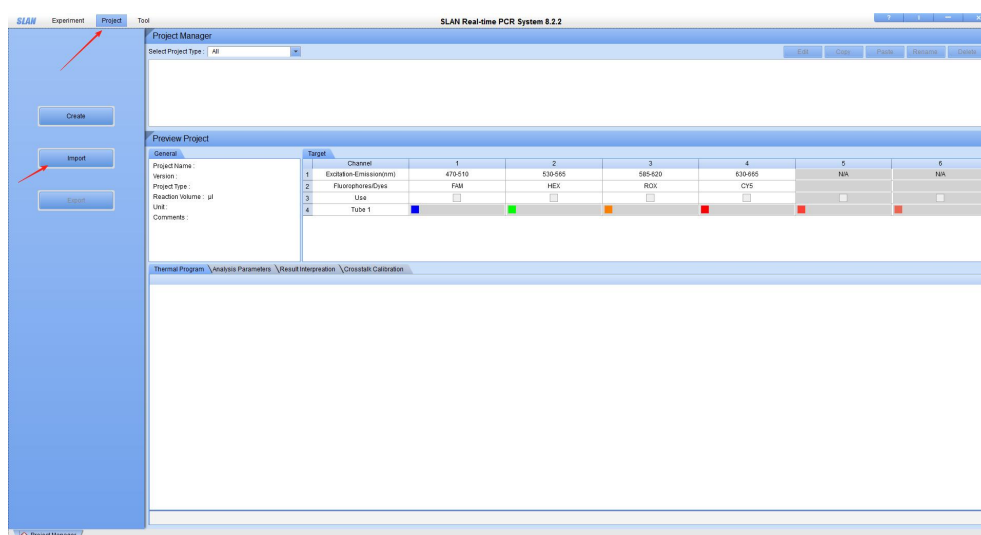 SLAN Experiment Project Tool SLAN Real-time PCR System 8.2.2
Project Manager
Select Project Type : All Edit Copy Paste Rename Delete
Create
Import
Export
Preview Project
General Target
Project Name :
Version :
Project Type :
Reaction Volume : μl
Unit :
Comments :
Channel 1 2 3 4 5 6
1 Excitation-Emission(nm) 470-510 530-565 585-620 630-665 N/A N/A
2 Fluorophores/Dyes FAM HEX ROX CY5
3 Use
4 Tube 1
Thermal Program Analysis Parameters Result Interpreation Crosstalk Calibration
Project Manager